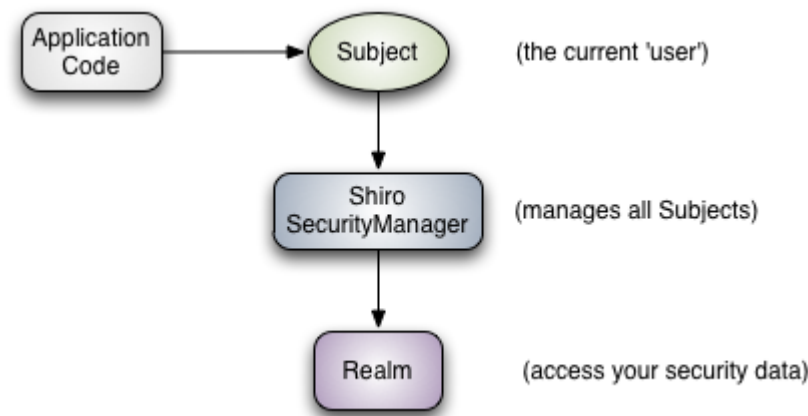 Application
Code
Subject
(the current 'user')
Shiro
SecurityManager
(manages all Subjects)
Realm
(access your security data)